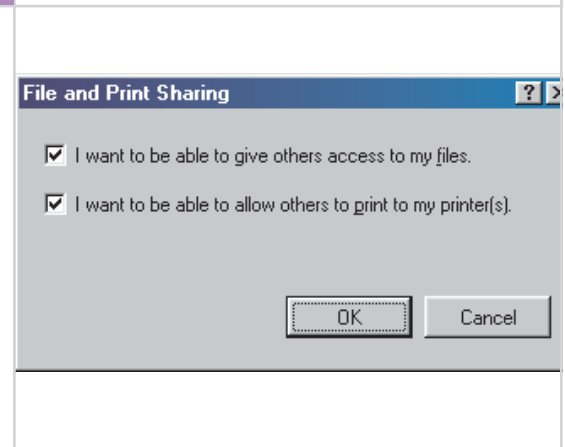 File and Print Sharing
I want to be able to give others access to my files.
I want to be able to allow others to print to my printer(s).
OK
Cancel